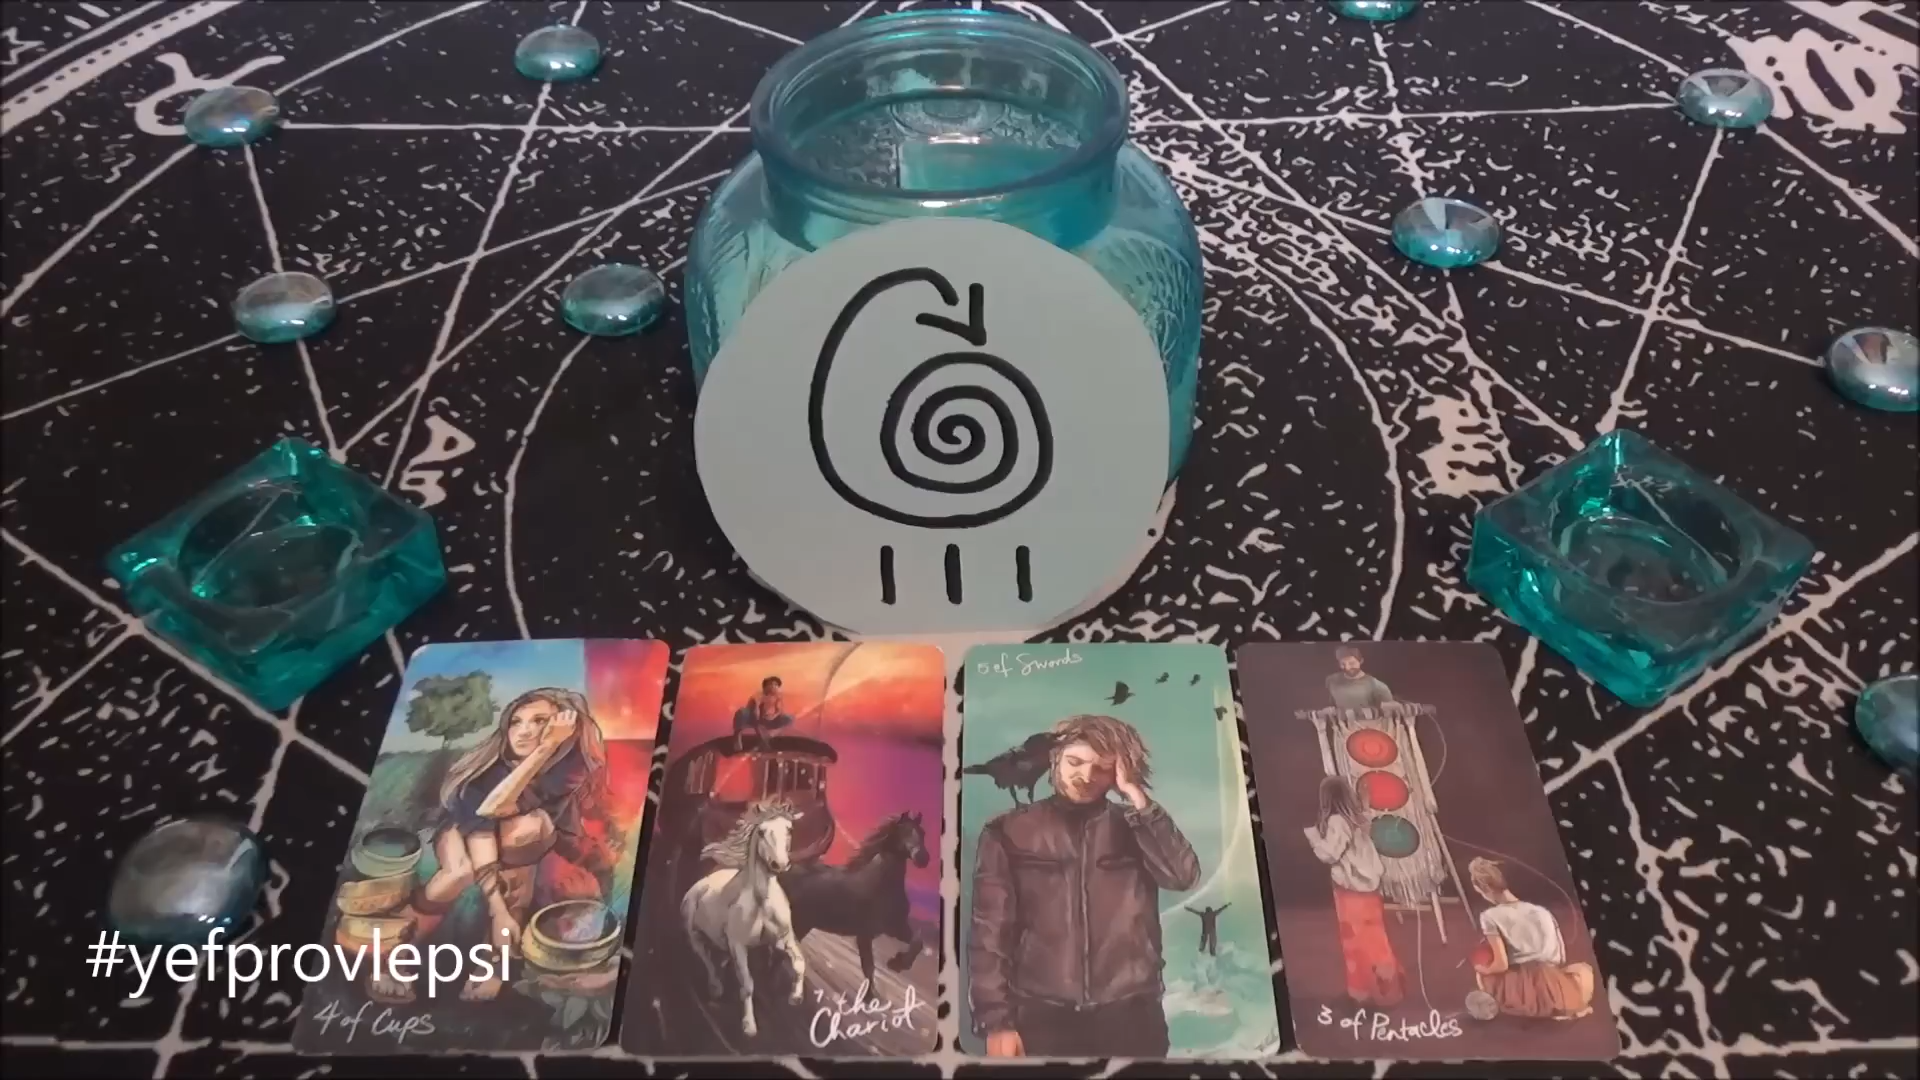 5 of Swords
#yefprovlepsi
4 of Cups
7 the
Chariot
3 of Pentacles